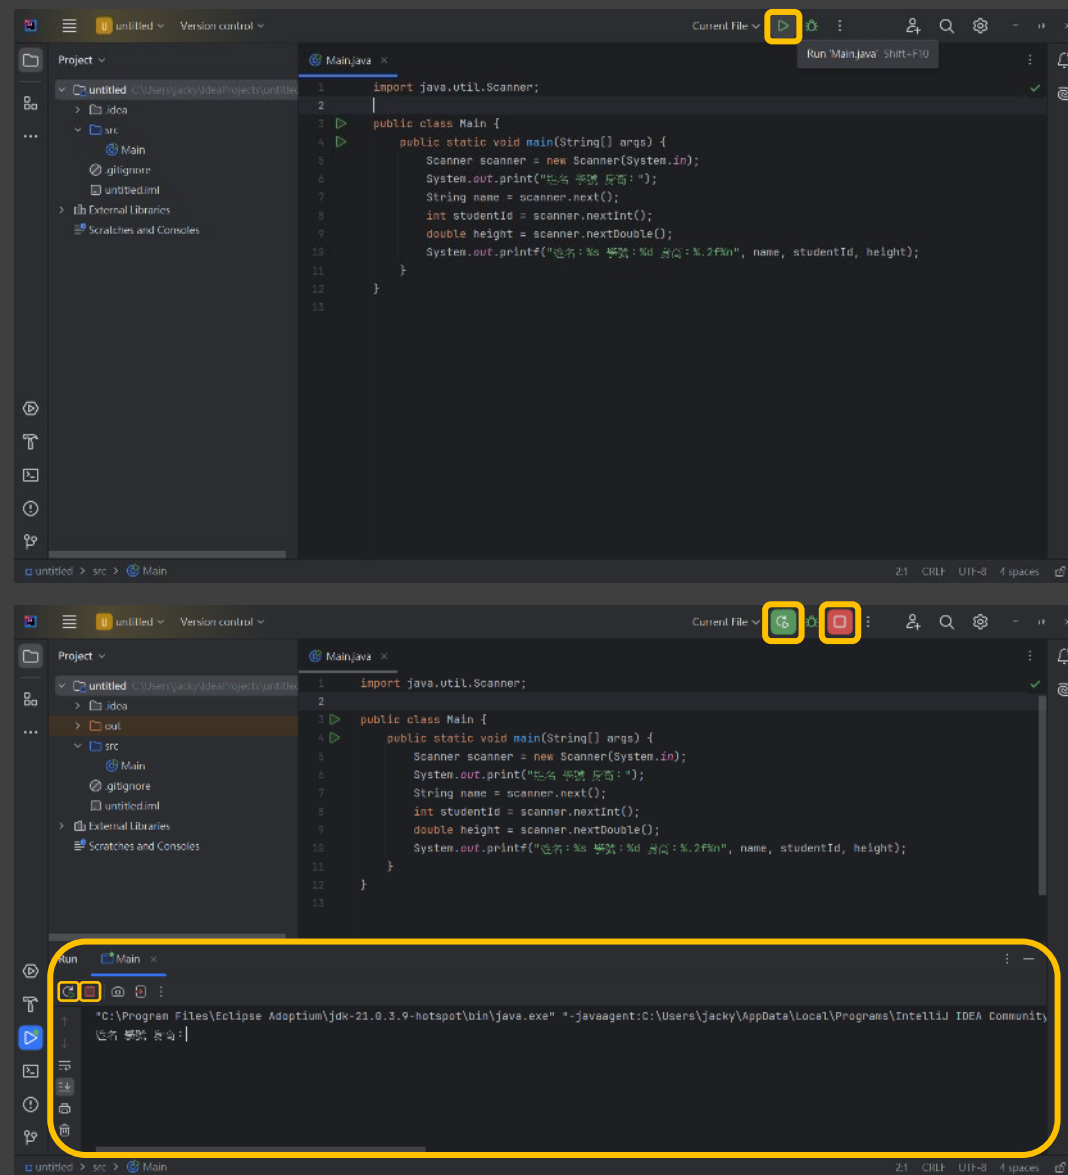 untitled Version control Current File
Run 'Main.java' Shift+F10
Project
Main.java
untitled C:\Users\jacky\IdeaProjects\untitled
.idea
src
Main
.gitignore
untitled.iml
External Libraries
Scratches and Consoles
1 import java.util.Scanner;
2
3 public class Main {
4 public static void main(String[] args) {
5 Scanner scanner = new Scanner(System.in);
6 System.out.print("姓名 學號 身高：");
7 String name = scanner.next();
8 int studentId = scanner.nextInt();
9 double height = scanner.nextDouble();
10 System.out.printf("姓名：%s 學號：%d 身高：%.2f%n", name, studentId, height);
11 }
12 }
13
untitled > src > Main
2:1 CRLF UTF-8 4 spaces
untitled Version control Current File
Project
Main.java
untitled C:\Users\jacky\IdeaProjects\untitled
.idea
out
src
Main
.gitignore
untitled.iml
External Libraries
Scratches and Consoles
1 import java.util.Scanner;
2
3 public class Main {
4 public static void main(String[] args) {
5 Scanner scanner = new Scanner(System.in);
6 System.out.print("姓名 學號 身高：");
7 String name = scanner.next();
8 int studentId = scanner.nextInt();
9 double height = scanner.nextDouble();
10 System.out.printf("姓名：%s 學號：%d 身高：%.2f%n", name, studentId, height);
11 }
12 }
13
Run Main
"C:\Program Files\Eclipse Adoptium\jdk-21.0.3.9-hotspot\bin\java.exe" "-javaagent:C:\Users\jacky\AppData\Local\Programs\IntelliJ IDEA Community
姓名 學號 身高：
untitled > src > Main
2:1 CRLF UTF-8 4 spaces